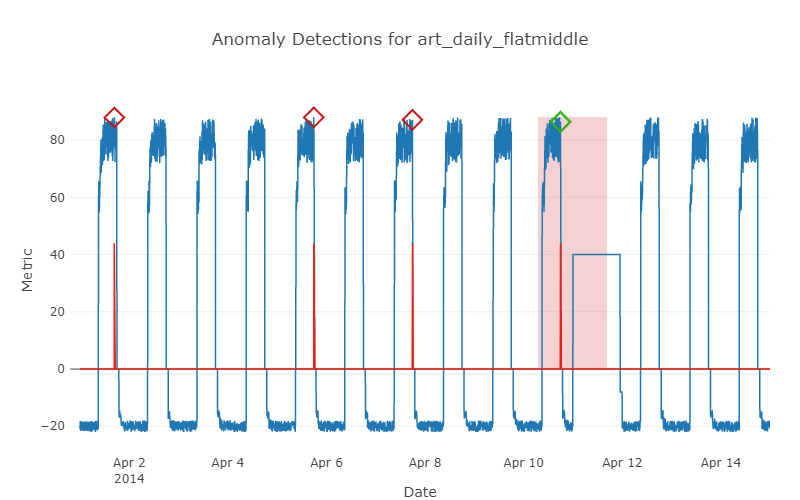 Anomaly Detections for art_daily_flatmiddle
80
60
40
20
0
−20
Metric
Apr 2
2014
Apr 4
Apr 6
Apr 8
Apr 10
Apr 12
Apr 14
Date